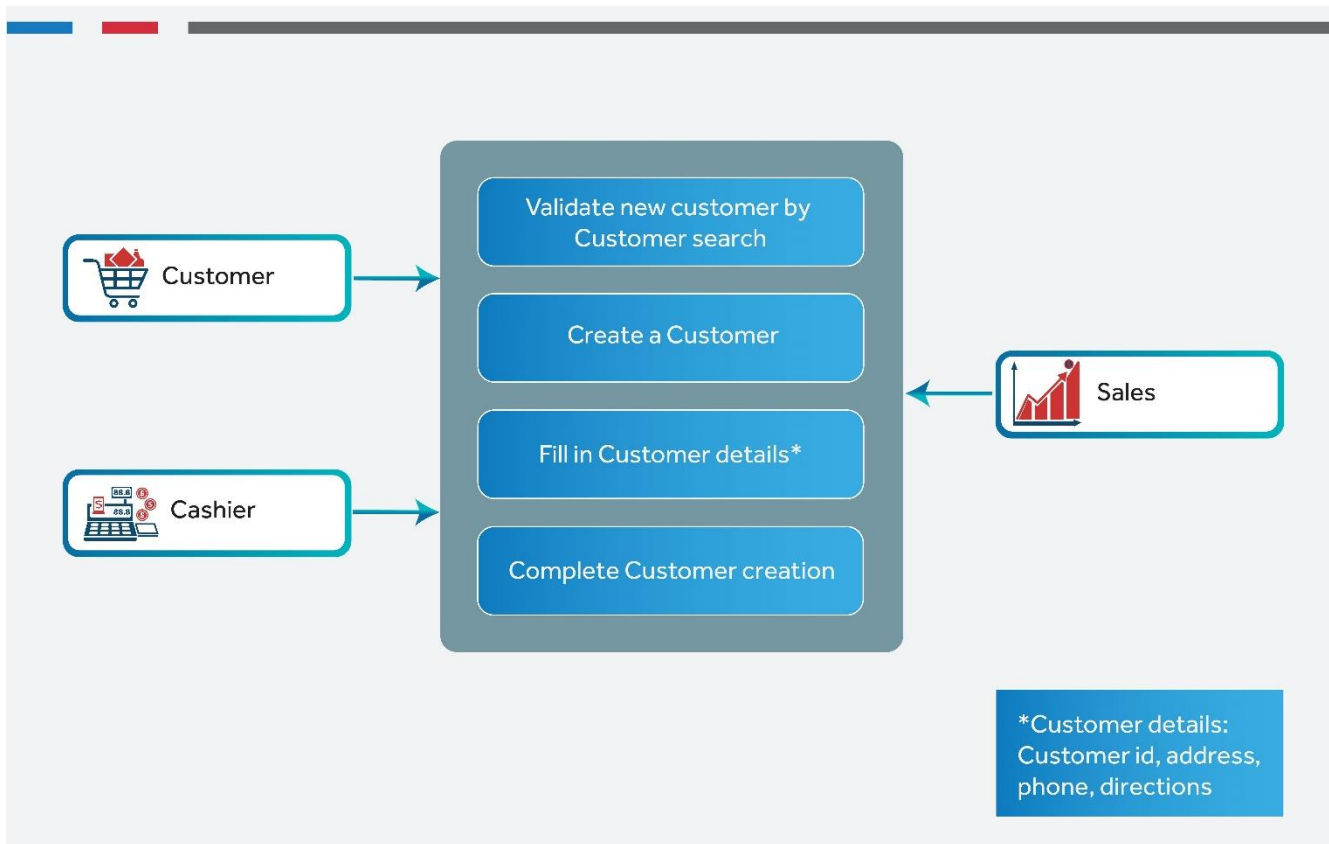 Validate new customer by
Customer search
Customer
Create a Customer
Sales
Fill in Customer details*
Cashier
Complete Customer creation
*Customer details:
Customer id, address,
phone, directions